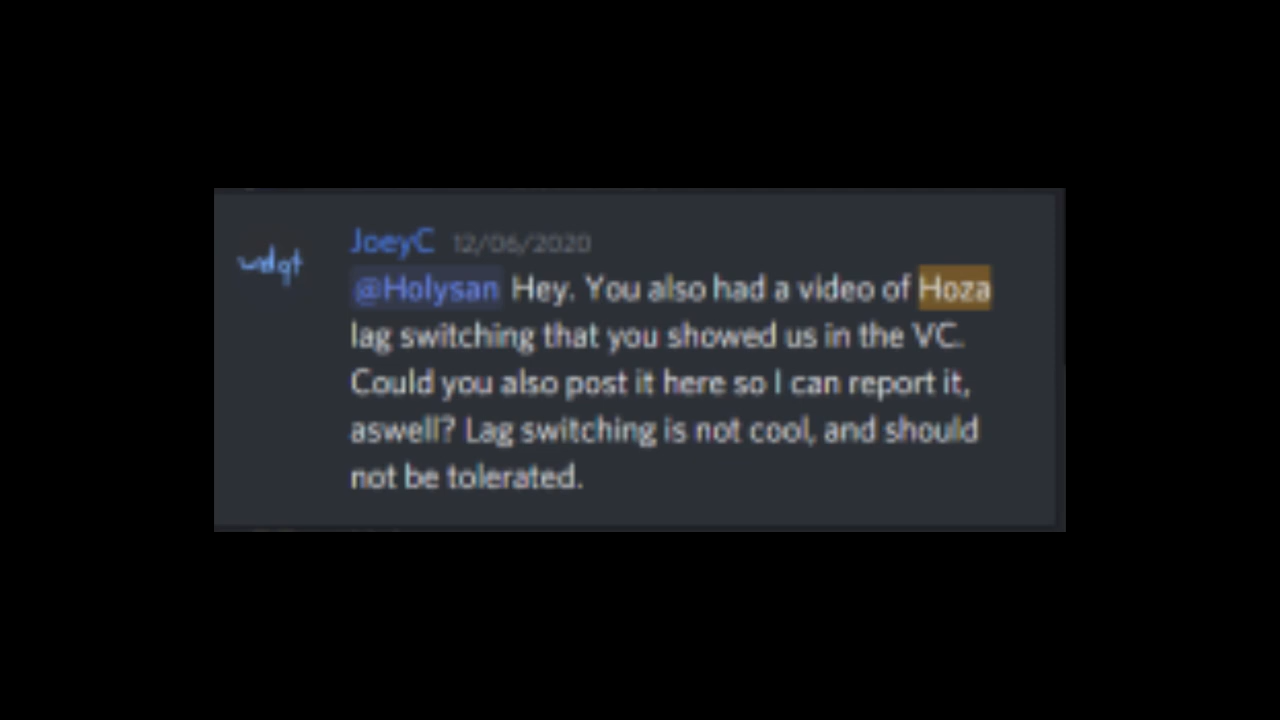 JoeyC 12/06/2020
@Holysan Hey. You also had a video of Hoza
lag switching that you showed us in the VC.
Could you also post it here so I can report it,
aswell? Lag switching is not cool, and should
not be tolerated.